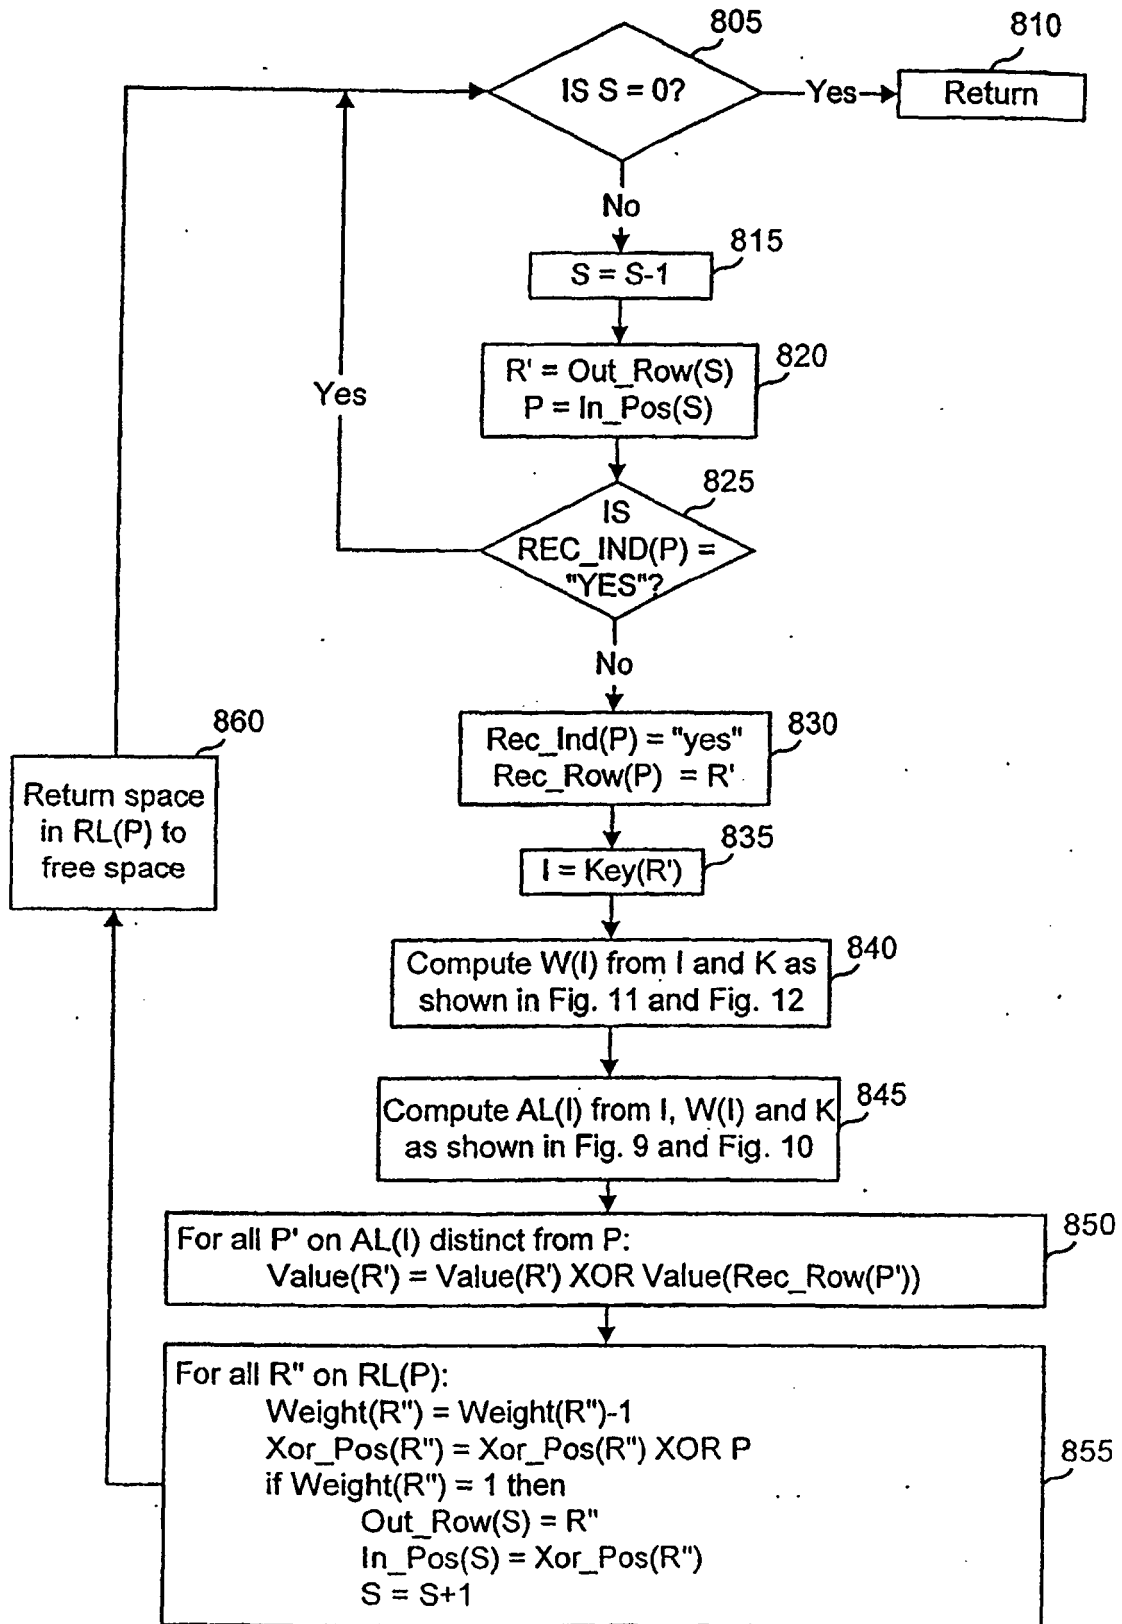 805
IS S = 0?
Yes
810
Return
No
815
S = S-1
820
R' = Out_Row(S)
P = In_Pos(S)
Yes
825
IS
REC_IND(P) =
"YES"?
No
830
Rec_Ind(P) = "yes"
Rec_Row(P) = R'
835
I = Key(R')
860
Return space
in RL(P) to
free space
840
Compute W(I) from I and K as
shown in Fig. 11 and Fig. 12
845
Compute AL(I) from I, W(I) and K
as shown in Fig. 9 and Fig. 10
850
For all P' on AL(I) distinct from P:
Value(R') = Value(R') XOR Value(Rec_Row(P'))
855
For all R" on RL(P):
Weight(R") = Weight(R")-1
Xor_Pos(R") = Xor_Pos(R") XOR P
if Weight(R") = 1 then
Out_Row(S) = R"
In_Pos(S) = Xor_Pos(R")
S = S+1